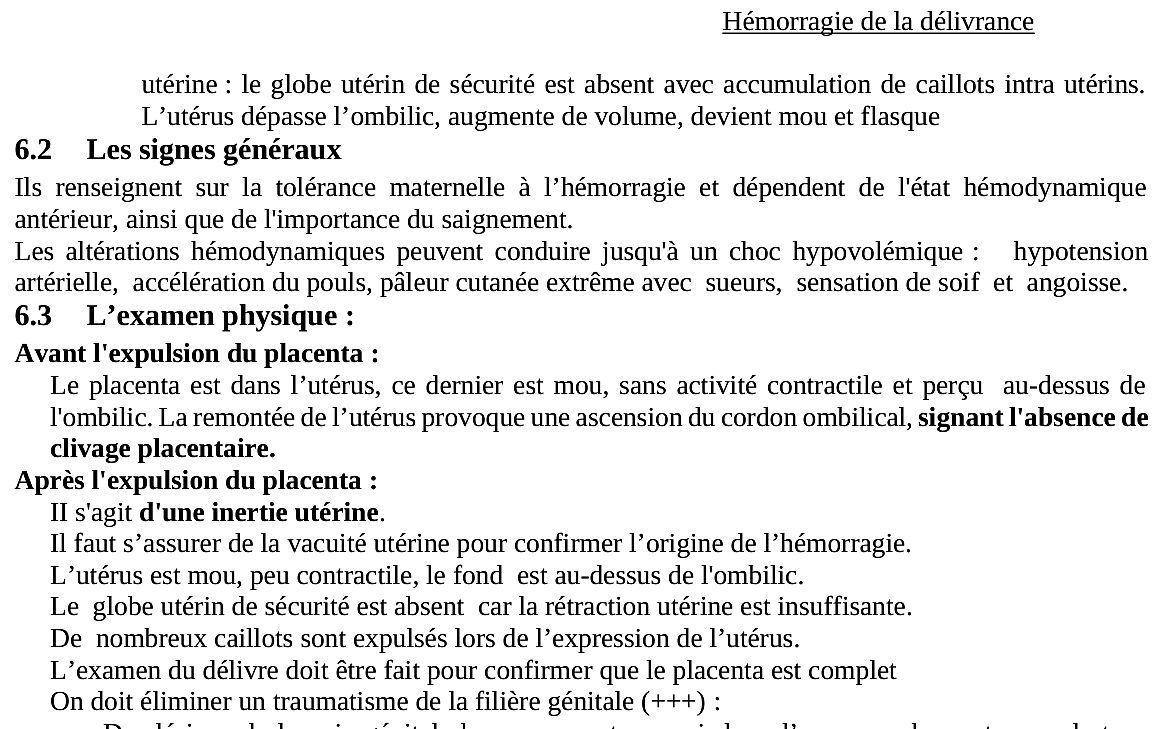 Hémorragie de la délivrance
utérine : le globe utérin de sécurité est absent avec accumulation de caillots intra utérins.
L’utérus dépasse l’ombilic, augmente de volume, devient mou et flasque
6.2 Les signes généraux
Ils renseignent sur la tolérance maternelle à l’hémorragie et dépendent de l'état hémodynamique
antérieur, ainsi que de l'importance du saignement.
Les altérations hémodynamiques peuvent conduire jusqu'à un choc hypovolémique : hypotension
artérielle, accélération du pouls, pâleur cutanée extrême avec sueurs, sensation de soif et angoisse.
6.3 L’examen physique :
Avant l'expulsion du placenta :
Le placenta est dans l’utérus, ce dernier est mou, sans activité contractile et perçu au-dessus de
l'ombilic. La remontée de l’utérus provoque une ascension du cordon ombilical, signant l'absence de
clivage placentaire.
Après l'expulsion du placenta :
II s'agit d'une inertie utérine.
Il faut s’assurer de la vacuité utérine pour confirmer l’origine de l’hémorragie.
L’utérus est mou, peu contractile, le fond est au-dessus de l'ombilic.
Le globe utérin de sécurité est absent car la rétraction utérine est insuffisante.
De nombreux caillots sont expulsés lors de l’expression de l’utérus.
L’examen du délivre doit être fait pour confirmer que le placenta est complet
On doit éliminer un traumatisme de la filière génitale (+++) :